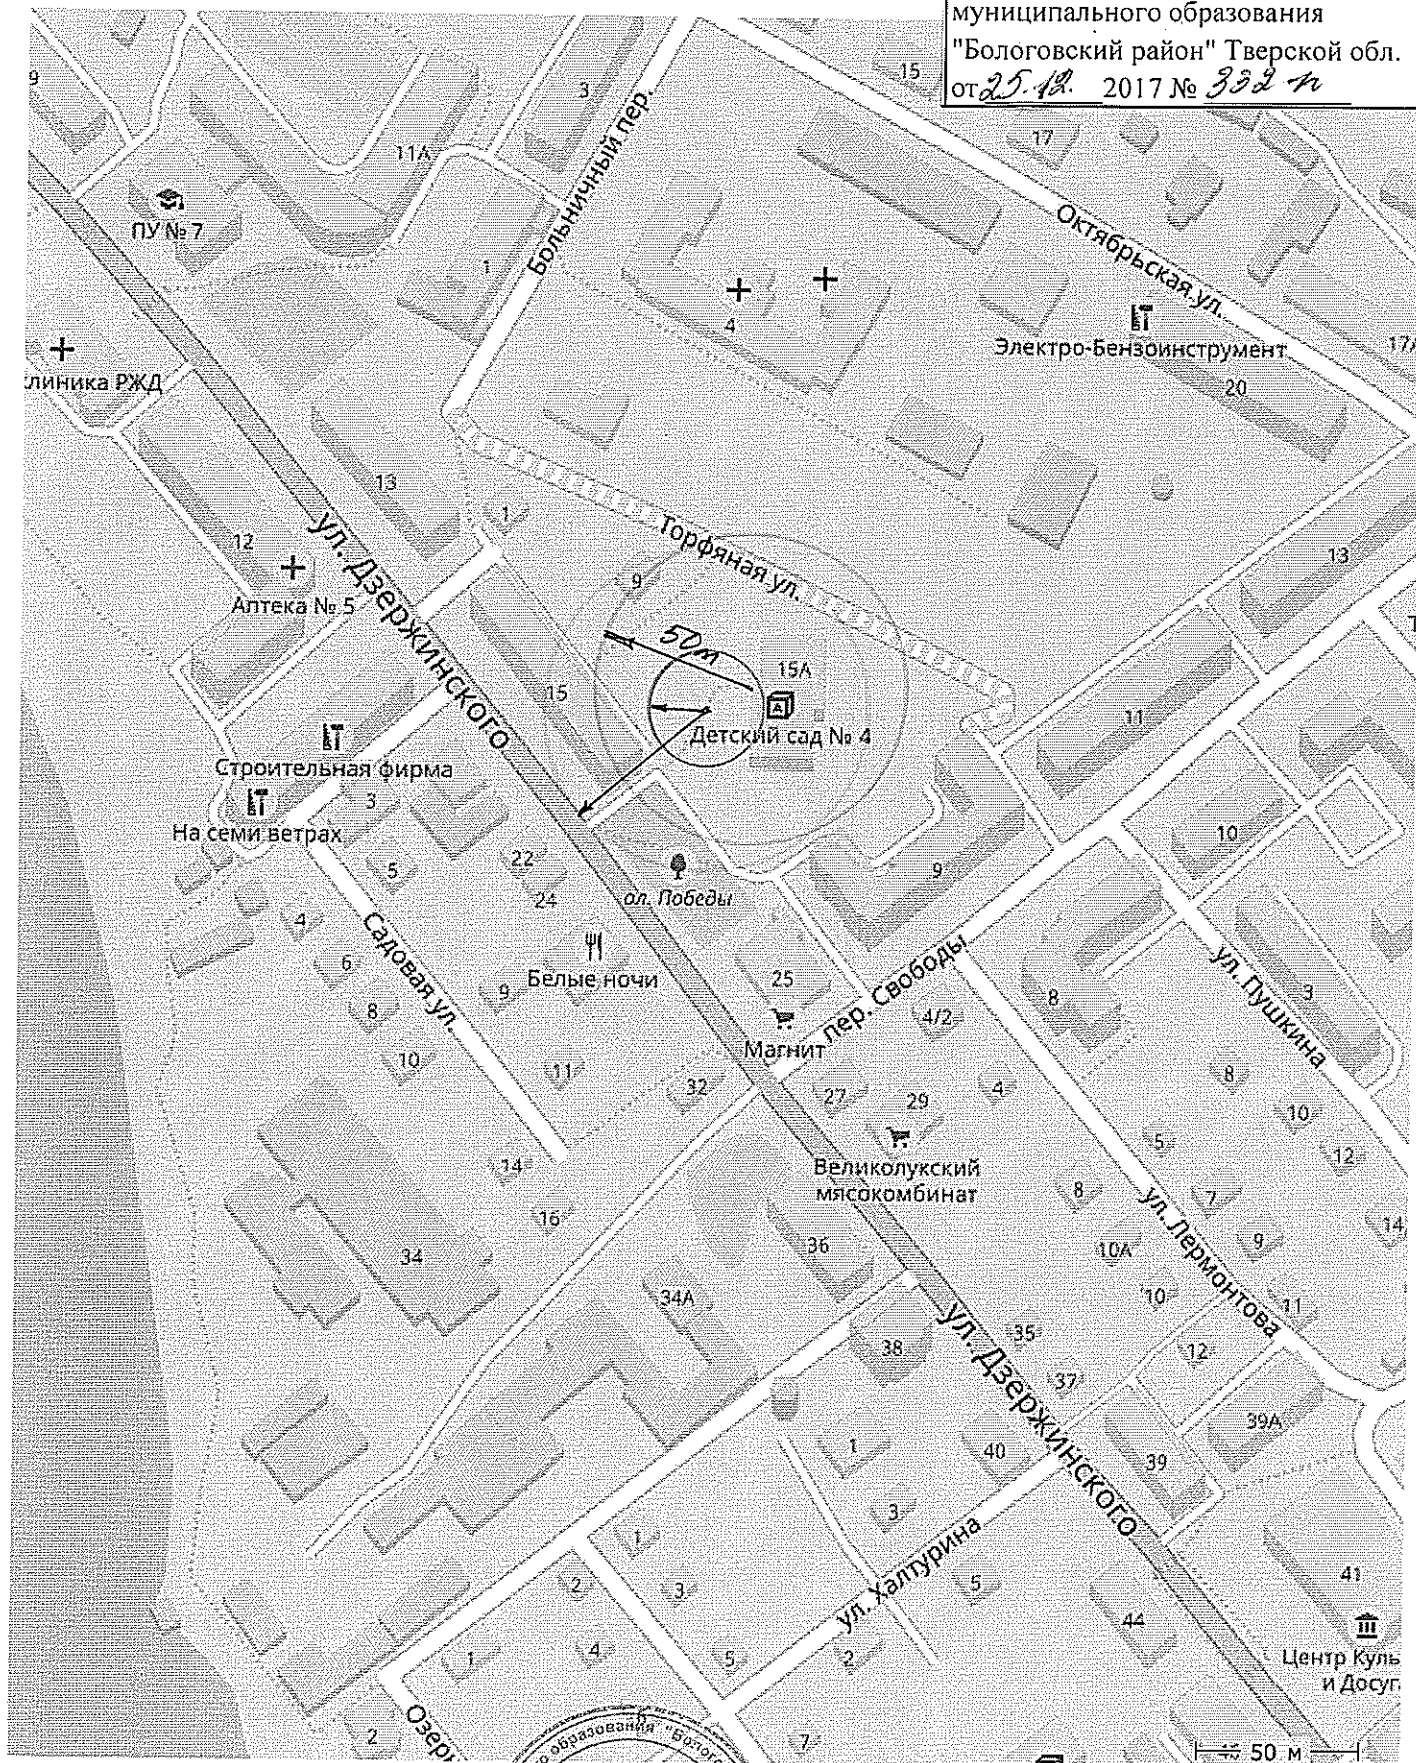 муниципального образования
"Бологовский район" Тверской обл.
от 25.12. 2017 № 332 п
9
3
15
17
11А
Больничный пер.
ПУ № 7
1
Октябрьская ул.
4
Электро-Бензоинструмент
17А
линика РЖД
20
13
1
12
ул. Дзержинского
Торфяная ул.
13
Аптека № 5
9
50м
15А
15
Детский сад № 4
11
Строительная фирма
3
На семи ветрах
10
5
22
9
24
ал. Победы
4
Садовая ул.
Белые ночи
пер. Свободы
ул. Пушкина
6
9
25
8
3
8
4/2
Магнит
10
11
32
27
29
4
8
10
Великолукский
мясокомбинат
5
12
14
8
ул. Лермонтова
7
14
16
34
36
10А
9
34А
10
11
ул. Дзержинского
35
38
12
37
39А
1
40
39
3
ул. Халтурина
1
2
3
5
41
44
1
4
5
2
Центр Куль
и Досуг
Озерн
2
6
о образования "Болого
7
50 м